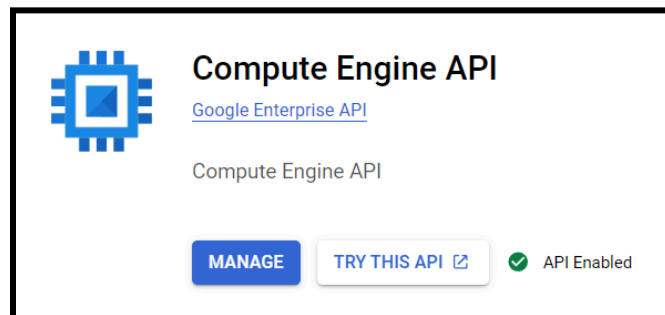 Compute Engine API
Google Enterprise API
Compute Engine API
MANAGE TRY THIS API API Enabled